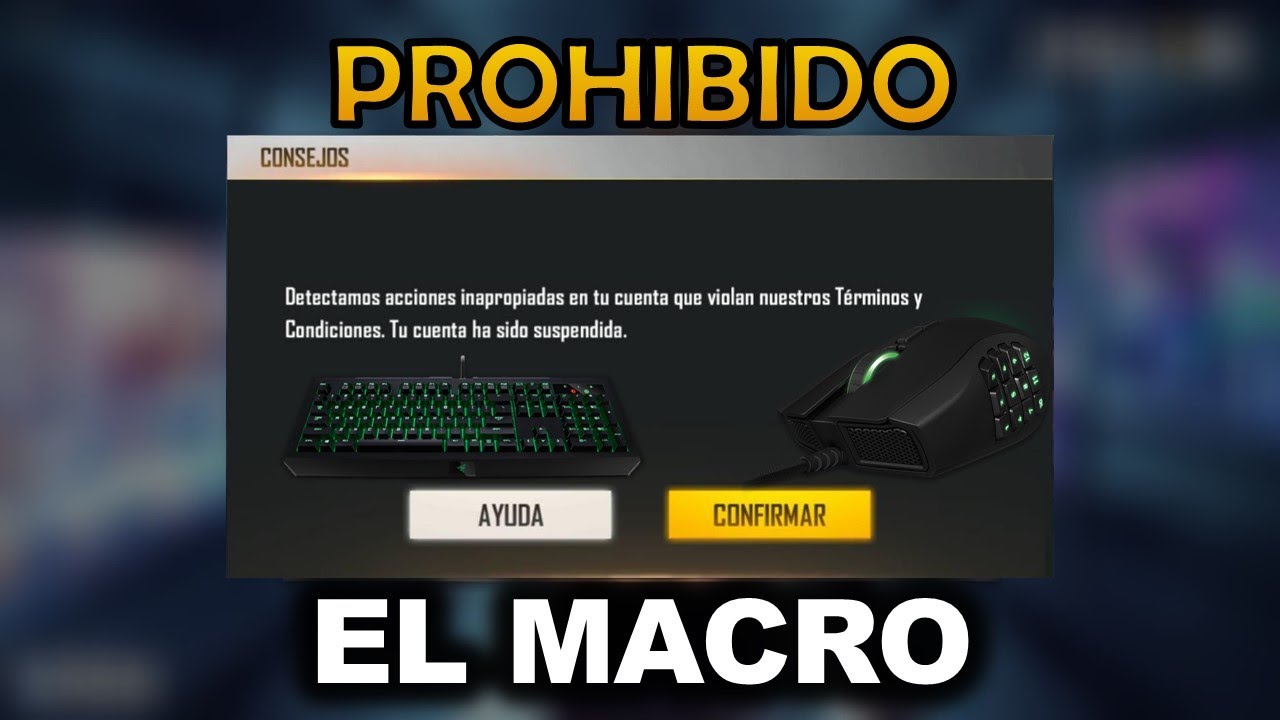 PROHIBIDO
CONSEJOS
Detectamos acciones inapropiadas en tu cuenta que violan nuestros Términos y
Condiciones. Tu cuenta ha sido suspendida.
AYUDA
CONFIRMAR
EL MACRO